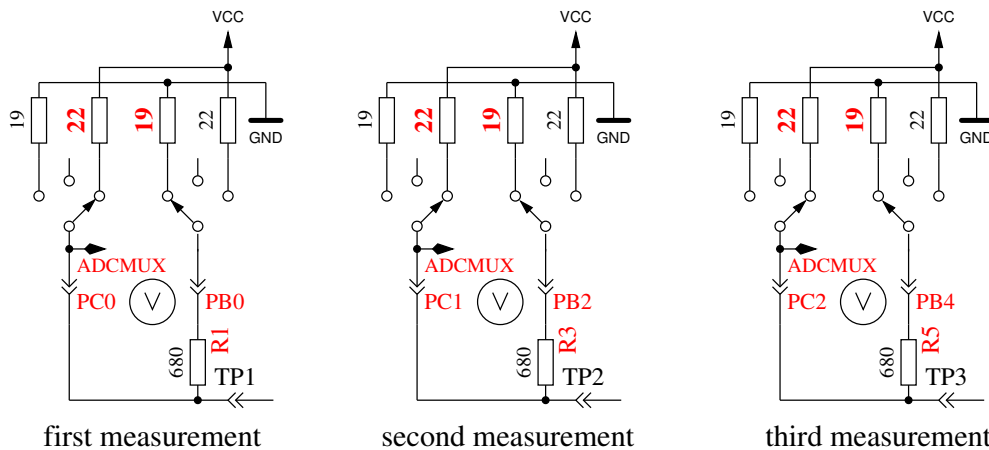 VCC
19
22
19
22
GND
ADCMUX
PC0
V
PB0
R1
680
TP1
first measurement
VCC
19
22
19
22
GND
ADCMUX
PC1
V
PB2
R3
680
TP2
second measurement
VCC
19
22
19
22
GND
ADCMUX
PC2
V
PB4
R5
680
TP3
third measurement